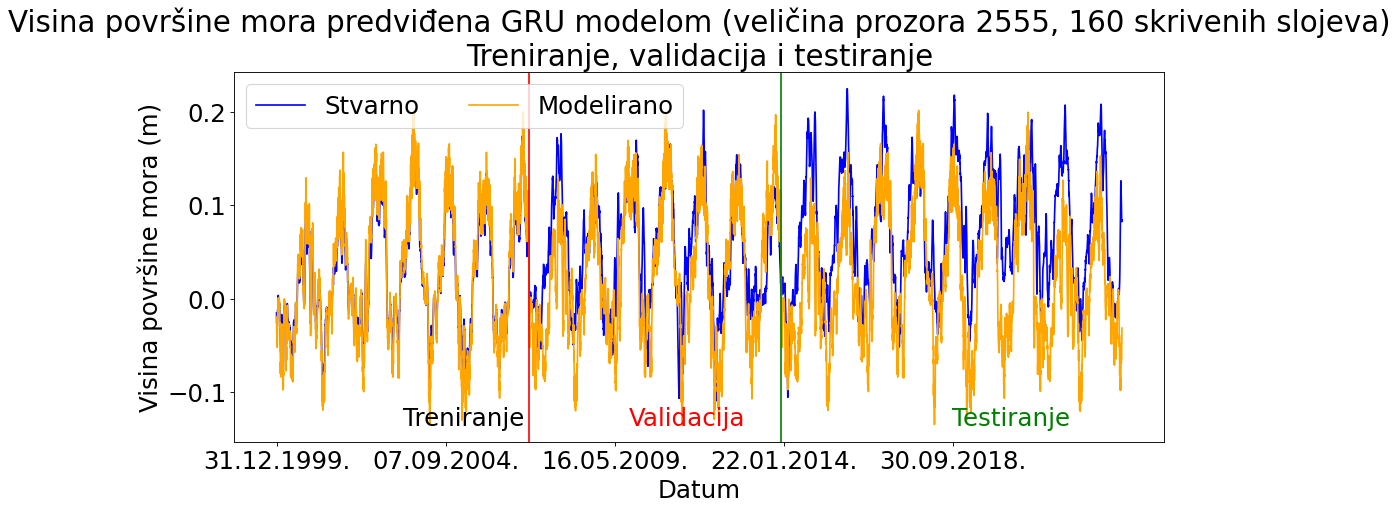 Visina površine mora predviđena GRU modelom (veličina prozora 2555, 160 skrivenih slojeva)
Treniranje, validacija i testiranje
Stvarno
Modelirano
Visina površine mora (m)
0.2
0.1
0.0
−0.1
Treniranje
Validacija
Testiranje
31.12.1999.
07.09.2004.
16.05.2009.
22.01.2014.
30.09.2018.
Datum